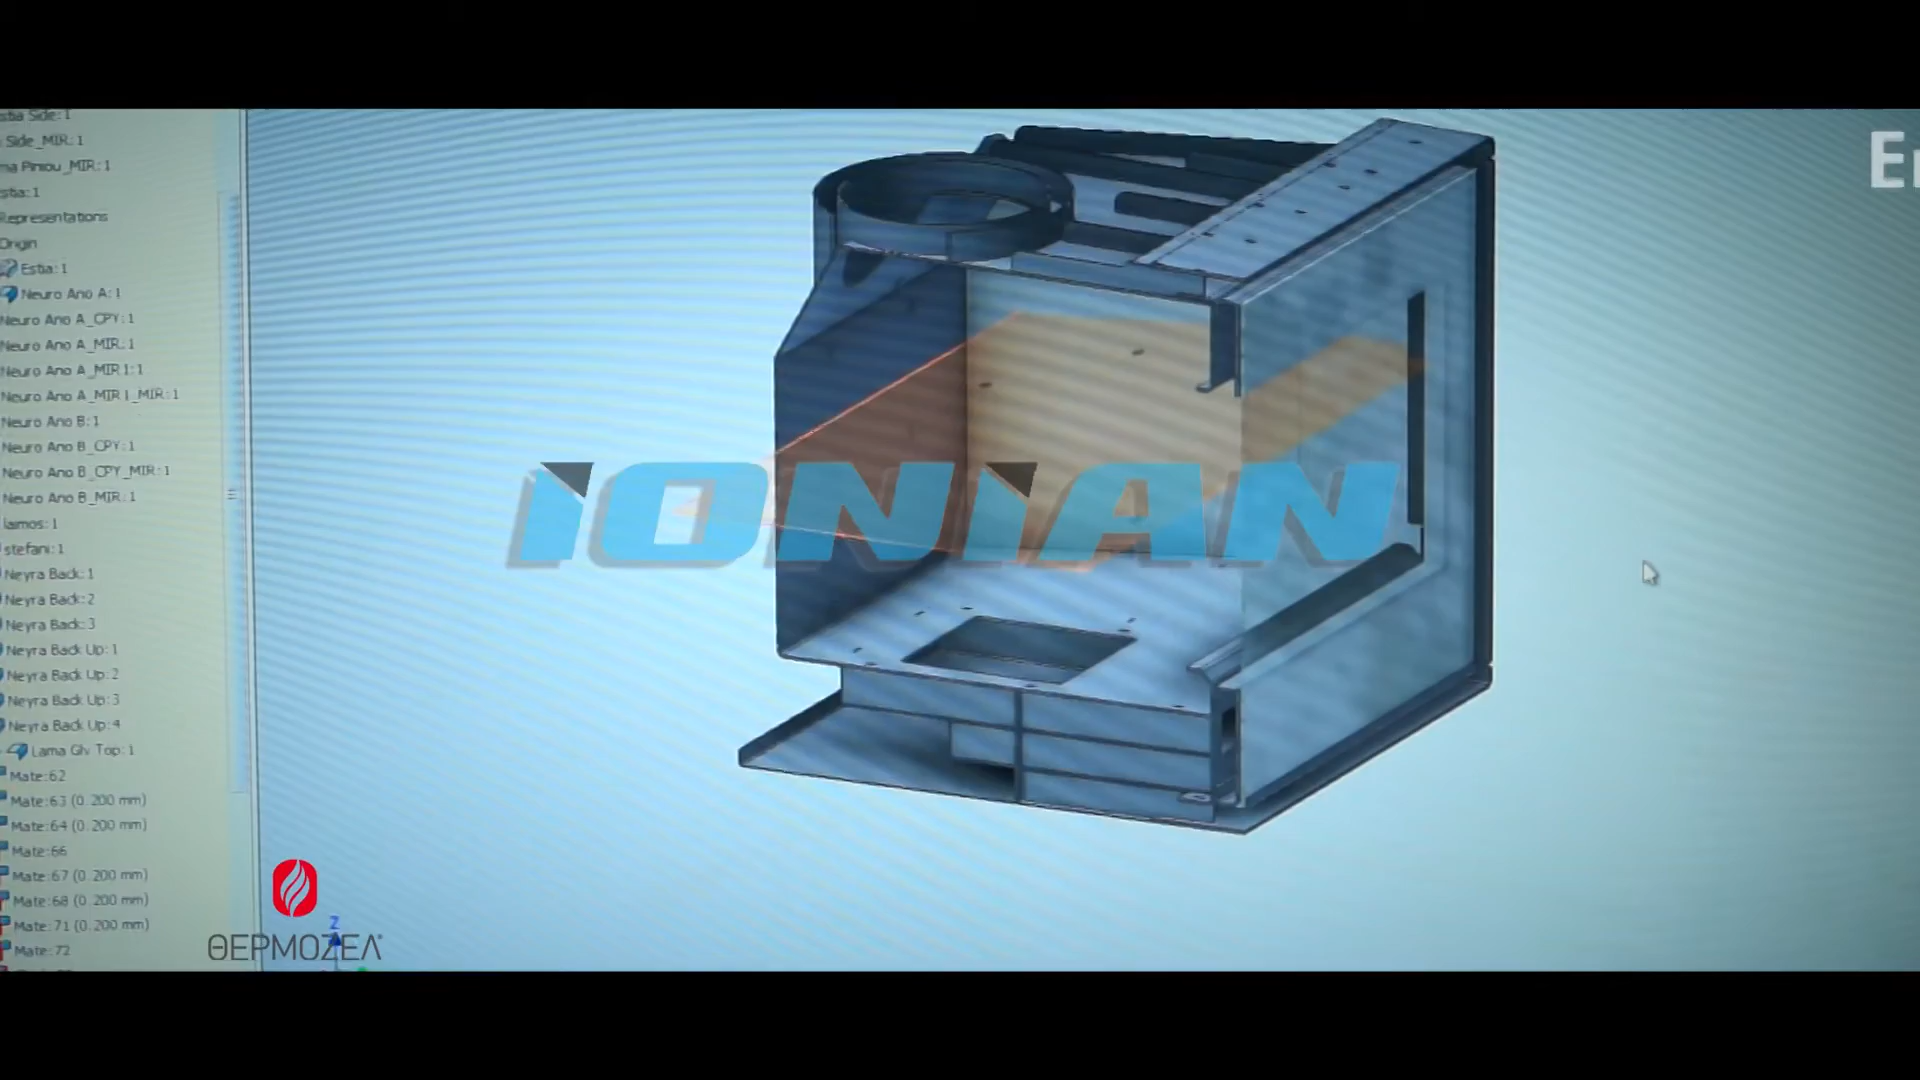 stia Side:1
Side_MIR:1
ma Piniou_MIR:1
stia:1
Representations
Origin
Estia:1
Neuro Ano A:1
Neuro Ano A_CPY:1
Neuro Ano A_MIR:1
Neuro Ano A_MIR1:1
Neuro Ano A_MIR1_MIR:1
Neuro Ano B:1
Neuro Ano B_CPY:1
Neuro Ano B_CPY_MIR:1
Neuro Ano B_MIR:1
laimos:1
stefani:1
Neyra Back:1
Neyra Back:2
Neyra Back:3
Neyra Back Up:1
Neyra Back Up:2
Neyra Back Up:3
Neyra Back Up:4
Lama Glv Top:1
Mate:62
Mate:63 (0.200 mm)
Mate:64 (0.200 mm)
Mate:66
Mate:67 (0.200 mm)
Mate:68 (0.200 mm)
Mate:71 (0.200 mm)
Mate:72
En
IONIAN
Z
ΘΕΡΜΟΖΕΛ